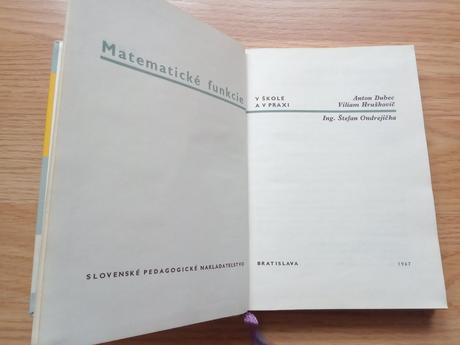 Matematické funkcie
V ŠKOLE
A V PRAXI
Anton Dubec
Viliam Hruškovič
Ing. Štefan Ondrejička
SLOVENSKÉ PEDAGOGICKÉ NAKLADATEĽSTVO
BRATISLAVA
1967